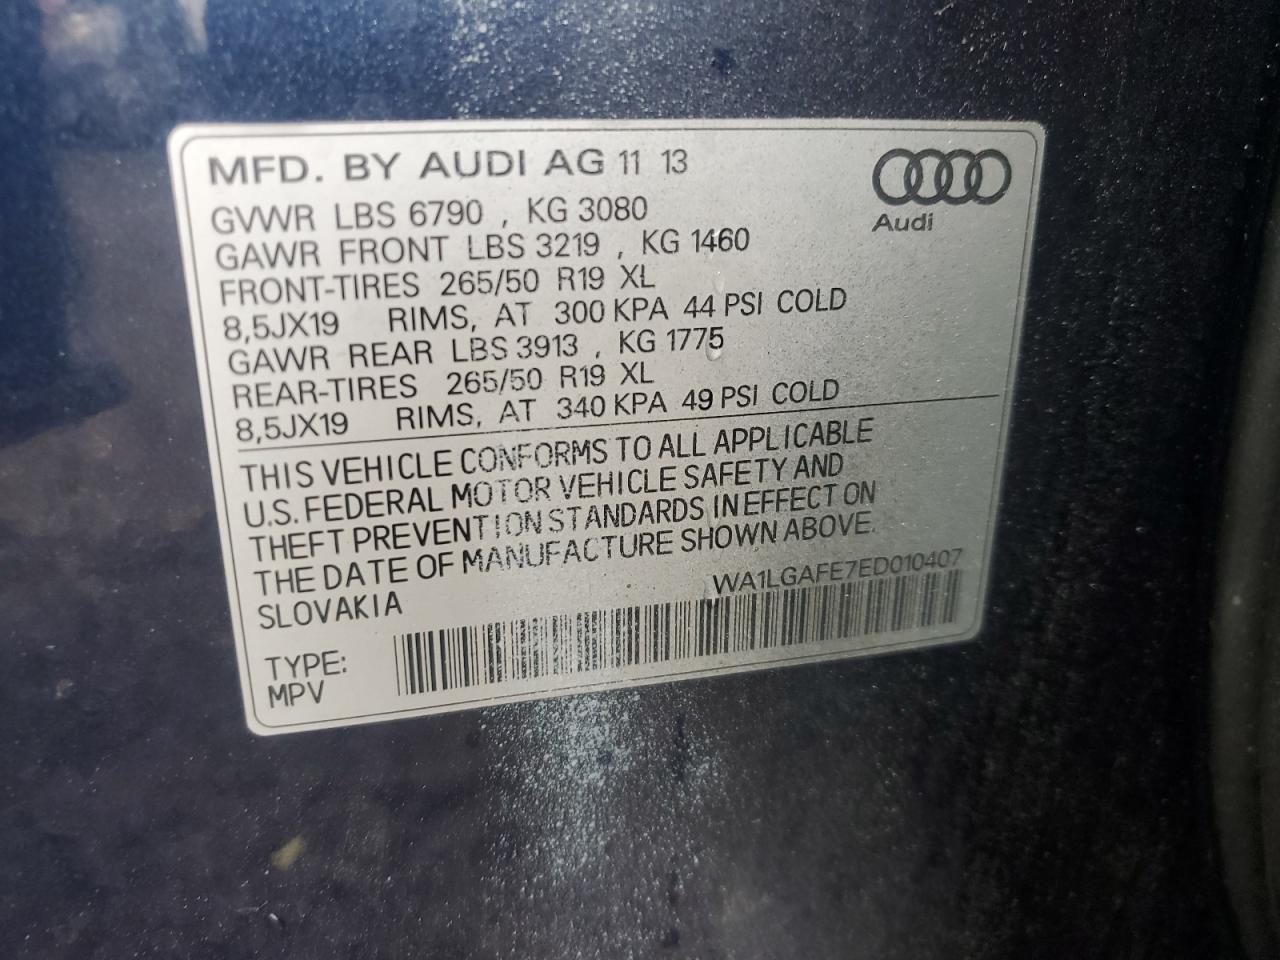 MFD. BY AUDI AG 11 13
Audi
GVWR LBS 6790 , KG 3080
GAWR FRONT LBS 3219 , KG 1460
FRONT-TIRES 265/50 R19 XL
8,5JX19 RIMS, AT 300 KPA 44 PSI COLD
GAWR REAR LBS 3913 , KG 1775
REAR-TIRES 265/50 R19 XL
8,5JX19 RIMS, AT 340 KPA 49 PSI COLD
THIS VEHICLE CONFORMS TO ALL APPLICABLE
U.S. FEDERAL MOTOR VEHICLE SAFETY AND
THEFT PREVENTION STANDARDS IN EFFECT ON
THE DATE OF MANUFACTURE SHOWN ABOVE.
SLOVAKIA
WA1LGAFE7ED010407
TYPE:
MPV